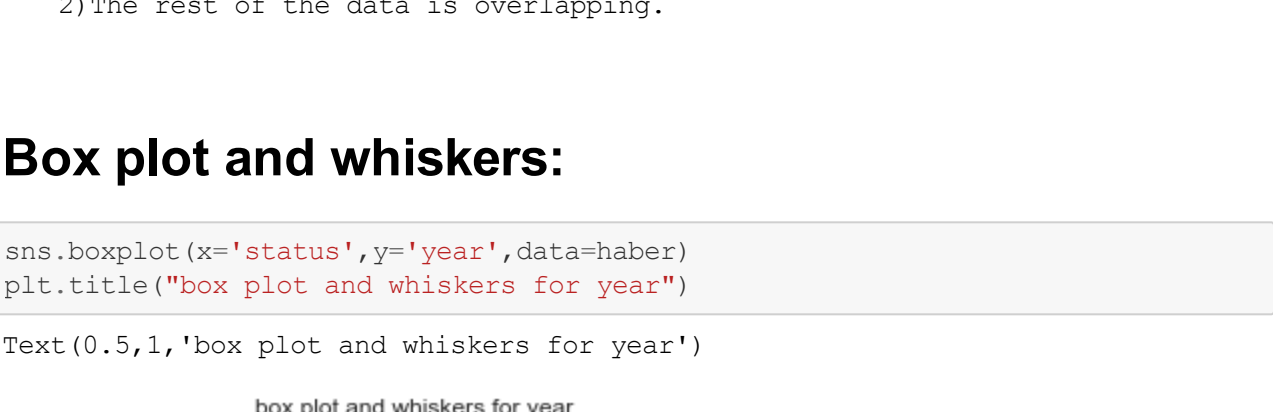 2)The rest of the data is overlapping.
Box plot and whiskers:
sns.boxplot(x='status',y='year',data=haber)
plt.title("box plot and whiskers for year")
Text(0.5,1,'box plot and whiskers for year')
box plot and whiskers for year